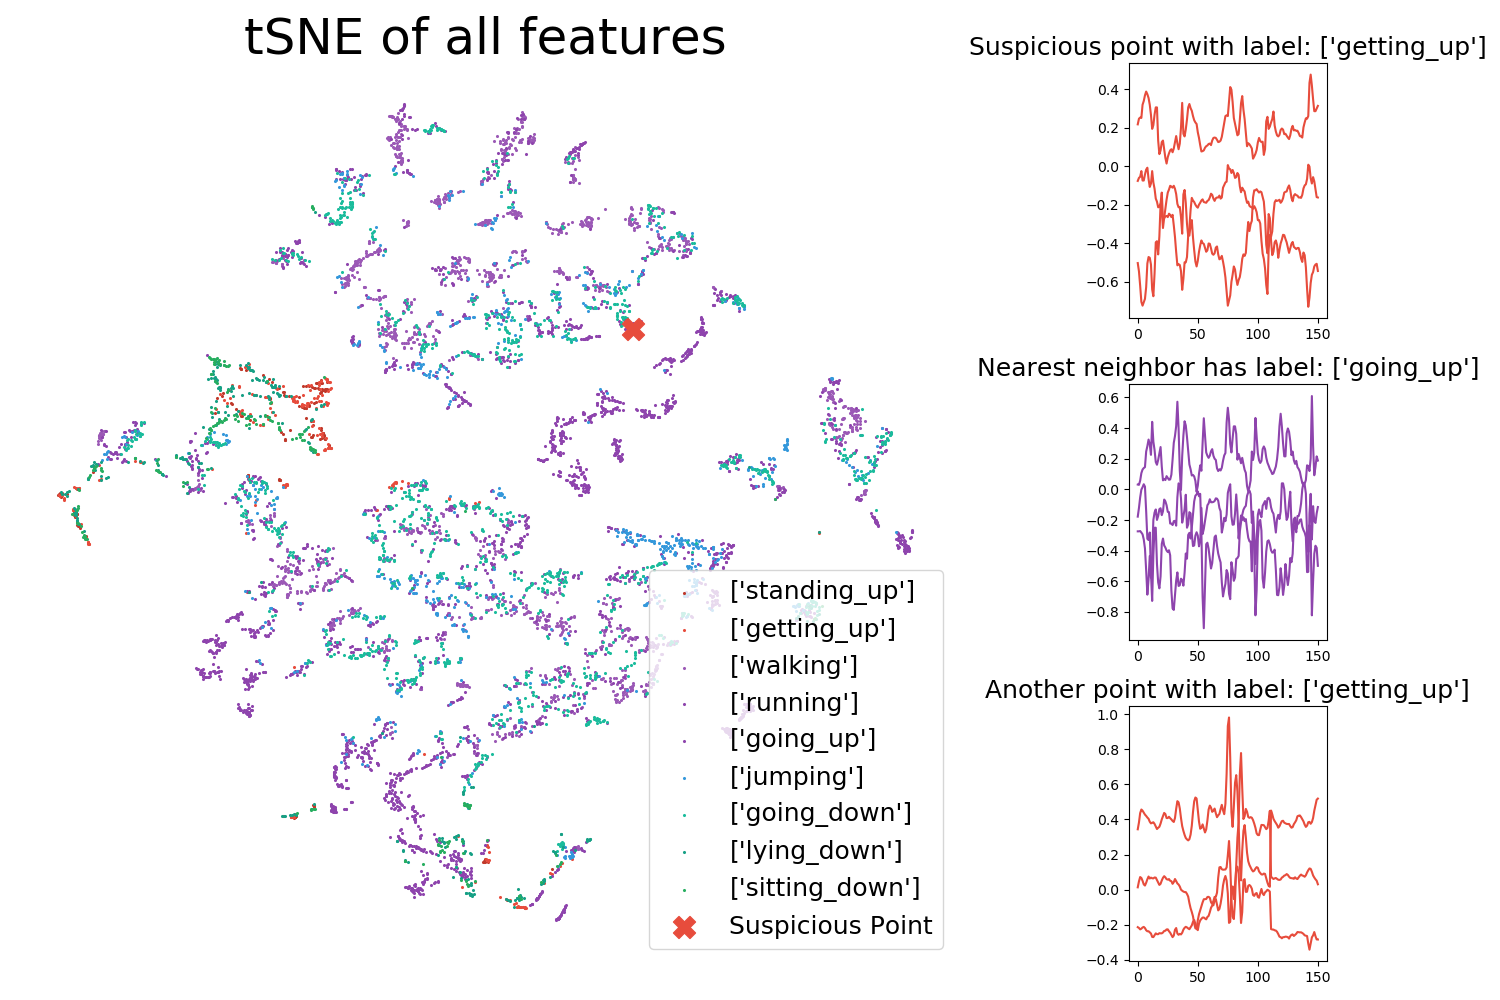 tSNE of all features
['standing_up']
['getting_up']
['walking']
['running']
['going_up']
['jumping']
['going_down']
['lying_down']
['sitting_down']
Suspicious Point
Suspicious point with label: ['getting_up']
0.4
0.2
0.0
−0.2
−0.4
−0.6
0 50 100 150
Nearest neighbor has label: ['going_up']
0.6
0.4
0.2
0.0
−0.2
−0.4
−0.6
−0.8
0 50 100 150
Another point with label: ['getting_up']
1.0
0.8
0.6
0.4
0.2
0.0
−0.2
−0.4
0 50 100 150